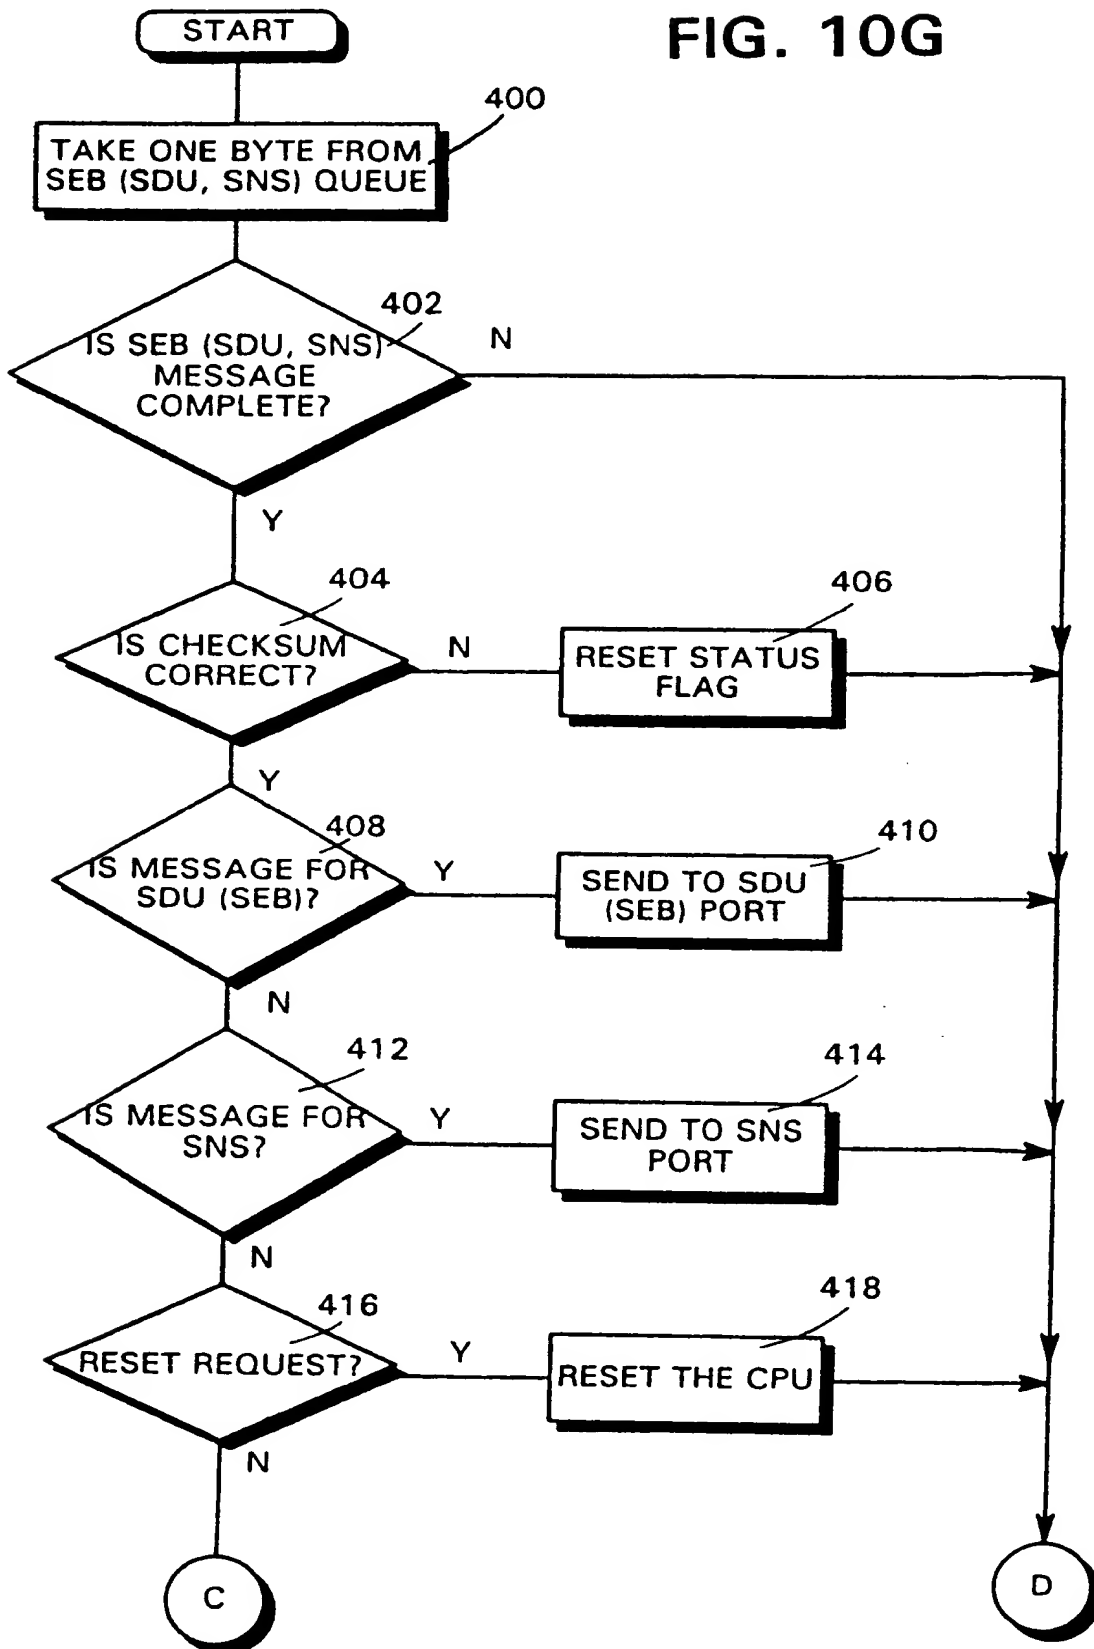 START
FIG. 10G
400
TAKE ONE BYTE FROM
SEB (SDU, SNS) QUEUE
402
N
IS SEB (SDU, SNS)
MESSAGE
COMPLETE?
Y
404
406
IS CHECKSUM
CORRECT?
N
RESET STATUS
FLAG
Y
408
410
IS MESSAGE FOR
SDU (SEB)?
Y
SEND TO SDU
(SEB) PORT
N
412
414
IS MESSAGE FOR
SNS?
Y
SEND TO SNS
PORT
N
416
418
RESET REQUEST?
Y
RESET THE CPU
N
C
D